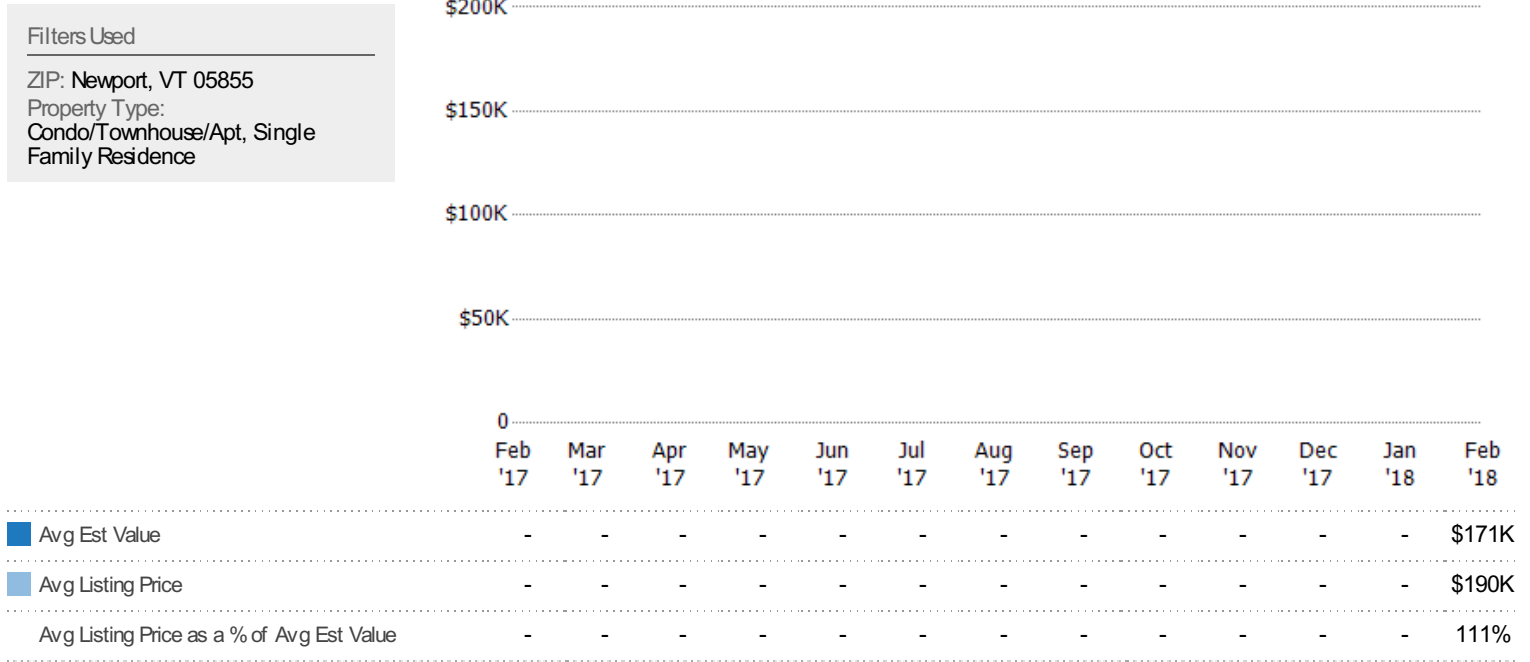 Filters Used
ZIP: Newport, VT 05855
Property Type:
Condo/Townhouse/Apt, Single
Family Residence
$200K
$150K
$100K
$50K
0
Feb Mar Apr May Jun Jul Aug Sep Oct Nov Dec Jan Feb
'17 '17 '17 '17 '17 '17 '17 '17 '17 '17 '17 '18 '18
Avg Est Value - - - - - - - - - - - - $171K
Avg Listing Price - - - - - - - - - - - - $190K
Avg Listing Price as a % of Avg Est Value - - - - - - - - - - - - 111%